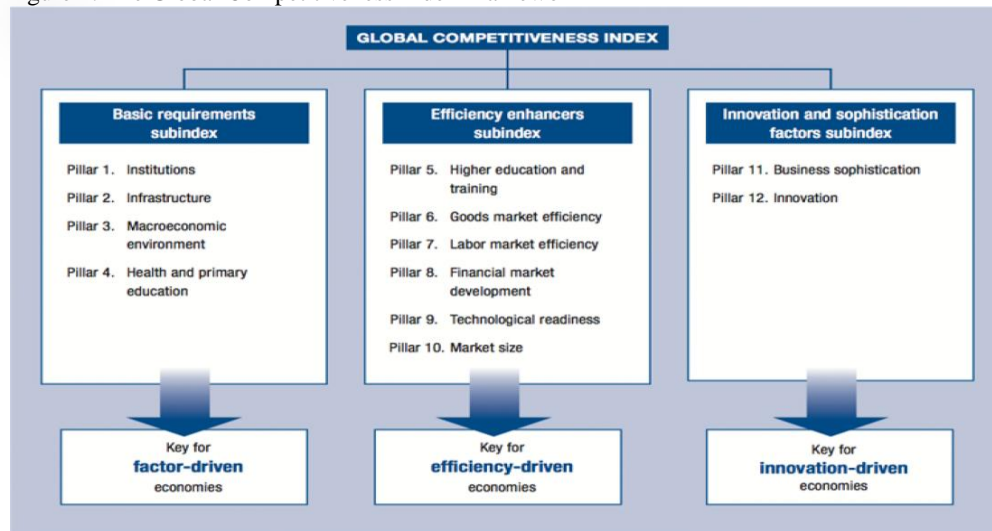 GLOBAL COMPETITIVENESS INDEX
Basic requirements
subindex
Pillar 1. Institutions
Pillar 2. Infrastructure
Pillar 3. Macroeconomic
environment
Pillar 4. Health and primary
education
Key for
factor-driven
economies
Efficiency enhancers
subindex
Pillar 5. Higher education and
training
Pillar 6. Goods market efficiency
Pillar 7. Labor market efficiency
Pillar 8. Financial market
development
Pillar 9. Technological readiness
Pillar 10. Market size
Key for
efficiency-driven
economies
Innovation and sophistication
factors subindex
Pillar 11. Business sophistication
Pillar 12. Innovation
Key for
innovation-driven
economies